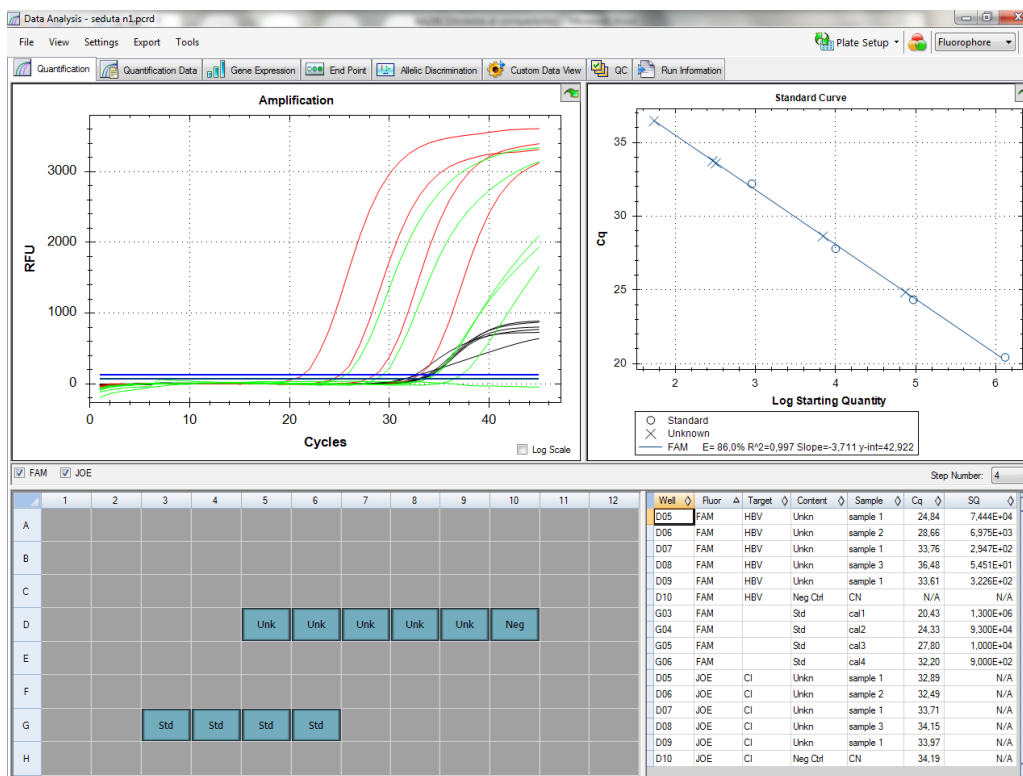 Data Analysis - seduta n1.pcrd
File View Settings Export Tools
Plate Setup Fluorophore
Quantification Quantification Data Gene Expression End Point Allelic Discrimination Custom Data View QC Run Information
Amplification
RFU
3000
2000
1000
0
0 10 20 30 40
Cycles
Log Scale
Standard Curve
Cq
35
30
25
20
2 3 4 5 6
Log Starting Quantity
Standard
Unknown
FAM E= 86,0% R^2=0,997 Slope=-3,711 y-int=42,922
FAM JOE
Step Number: 4
1 2 3 4 5 6 7 8 9 10 11 12
A
B
C
D Unk Unk Unk Unk Unk Neg
E
F
G Std Std Std Std
H
Well Fluor Target Content Sample Cq SQ
D05 FAM HBV Unkn sample 1 24,84 7,444E+04
D06 FAM HBV Unkn sample 2 28,66 6,975E+03
D07 FAM HBV Unkn sample 1 33,76 2,947E+02
D08 FAM HBV Unkn sample 3 36,48 5,451E+01
D09 FAM HBV Unkn sample 1 33,61 3,226E+02
D10 FAM HBV Neg Ctrl CN N/A N/A
G03 FAM Std cal1 20,43 1,300E+06
G04 FAM Std cal2 24,33 9,300E+04
G05 FAM Std cal3 27,80 1,000E+04
G06 FAM Std cal4 32,20 9,000E+02
D05 JOE CI Unkn sample 1 32,89 N/A
D06 JOE CI Unkn sample 2 32,49 N/A
D07 JOE CI Unkn sample 1 33,71 N/A
D08 JOE CI Unkn sample 3 34,15 N/A
D09 JOE CI Unkn sample 1 33,97 N/A
D10 JOE CI Neg Ctrl CN 34,19 N/A